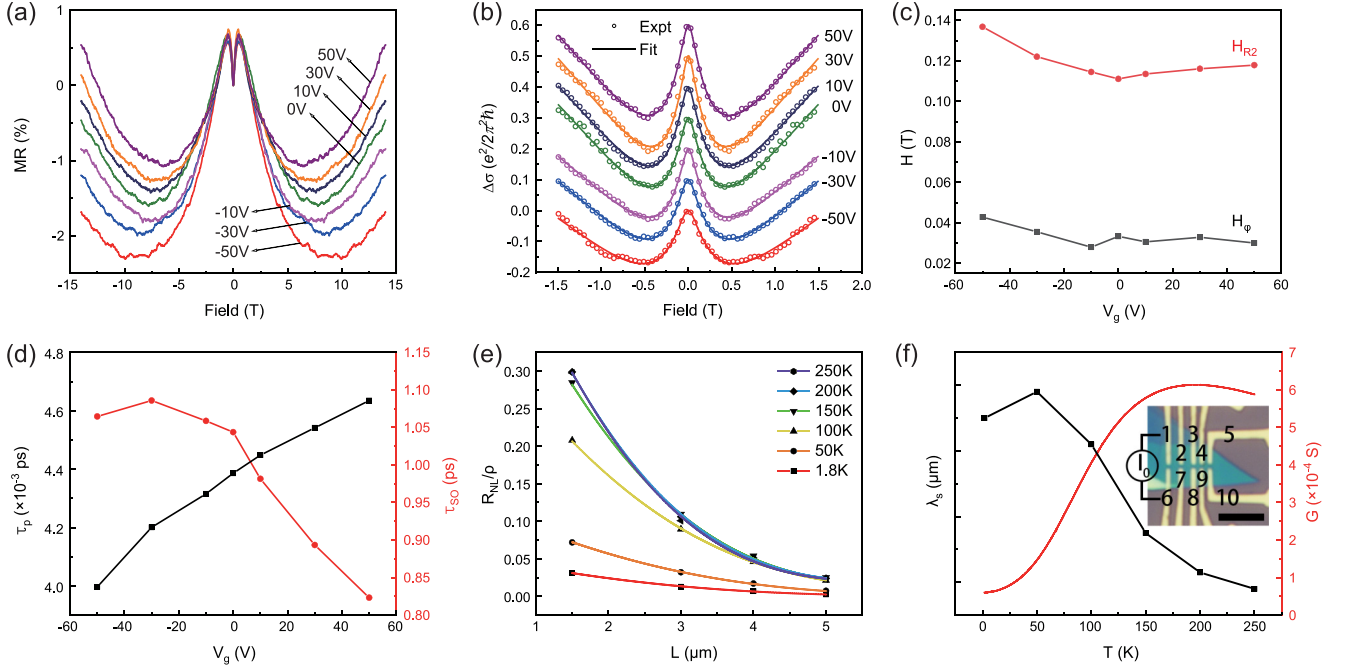 (a)
1
0
-1
-2
MR (%)
50V
30V
10V
0V
-10V
-30V
-50V
-15
-10
-5
0
5
10
15
Field (T)
(b)
Expt
Fit
0.6
0.5
0.4
0.3
0.2
0.1
0.0
-0.1
-0.2
Δσ (e²/2π²ħ)
50V
30V
10V
0V
-10V
-30V
-50V
-2.0
-1.5
-1.0
-0.5
0.0
0.5
1.0
1.5
2.0
Field (T)
(c)
0.14
0.12
0.10
0.08
0.06
0.04
0.02
H (T)
H_R2
H_φ
-60
-40
-20
0
20
40
60
V_g (V)
(d)
4.8
4.6
4.4
4.2
4.0
τ_p (×10⁻³ ps)
1.15
1.10
1.05
1.00
0.95
0.90
0.85
0.80
τ_SO (ps)
-60
-40
-20
0
20
40
60
V_g (V)
(e)
0.30
0.25
0.20
0.15
0.10
0.05
0.00
R_NL/ρ
250K
200K
150K
100K
50K
1.8K
1
2
3
4
5
L (μm)
(f)
λ_s (μm)
7
6
5
4
3
2
1
0
G (×10⁻⁴ S)
1 3 5
2 4
I₀
7 9
6 8 10
0
50
100
150
200
250
T (K)